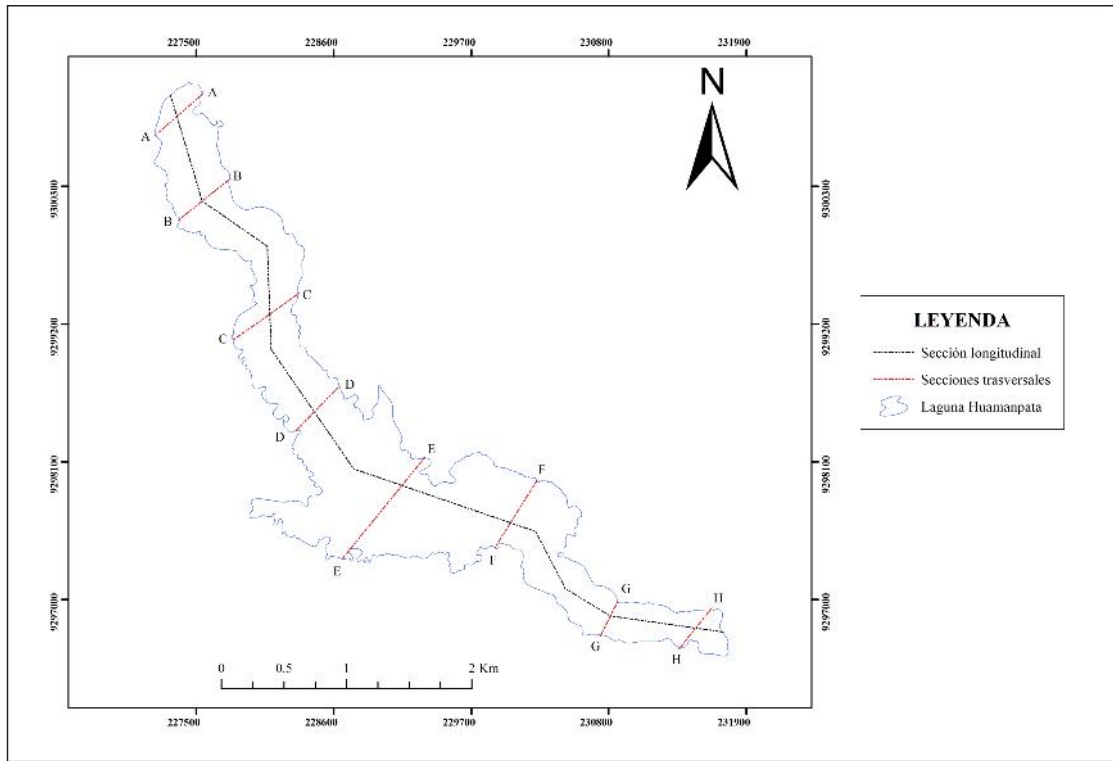 227500 228600 229700 230800 231900
N
A
A
B
B
9300300
9300300
C
C
9299200
9299200
LEYENDA
Sección longitudinal
Secciones trasversales
Laguna Huamanpata
D
D
E
F
9298100
9298100
E
F
G
H
9297000
9297000
G
H
0 0.5 1 2 Km
227500 228600 229700 230800 231900